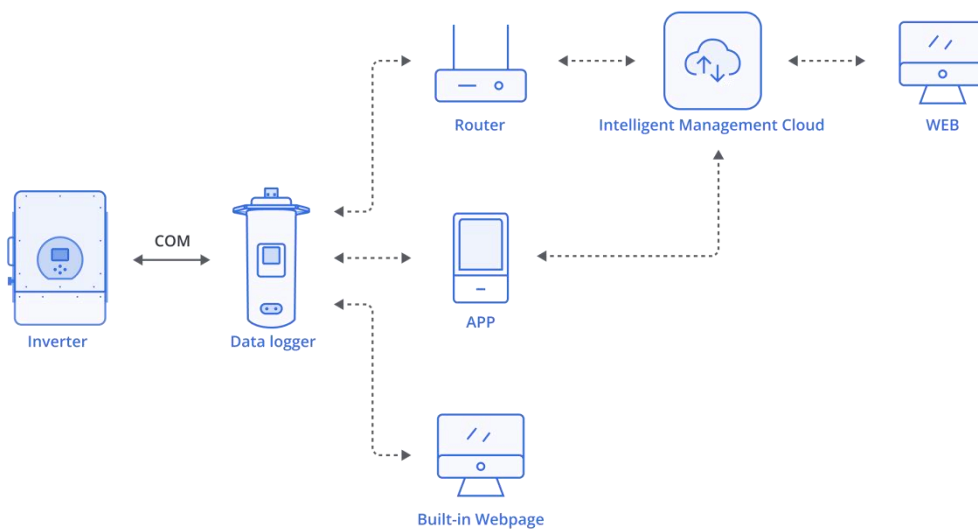 Router
Intelligent Management Cloud
WEB
COM
Inverter
Data logger
APP
Built-in Webpage